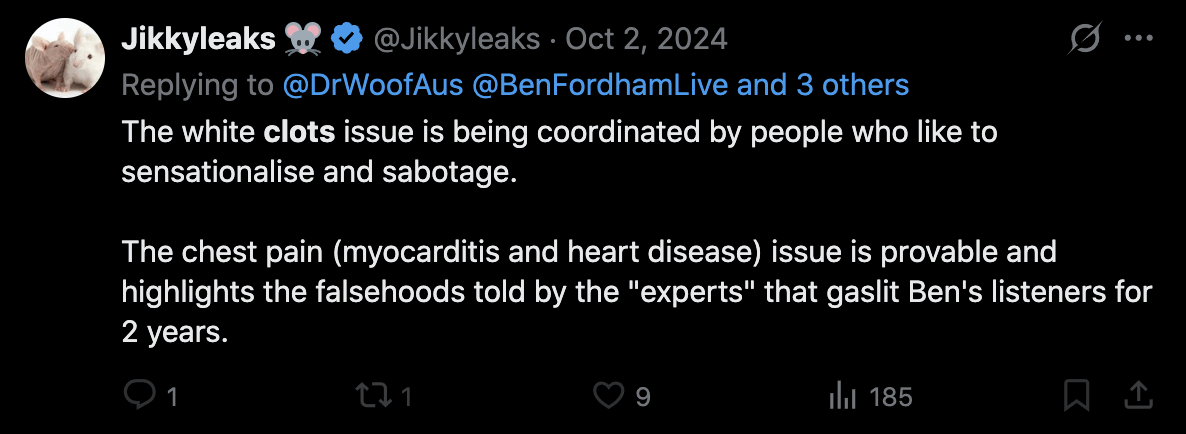 Jikkyleaks 🐭 @Jikkyleaks · Oct 2, 2024
Replying to @DrWoofAus @BenFordhamLive and 3 others
The white clots issue is being coordinated by people who like to
sensationalise and sabotage.
The chest pain (myocarditis and heart disease) issue is provable and
highlights the falsehoods told by the "experts" that gaslit Ben's listeners for
2 years.
1 1 9 185